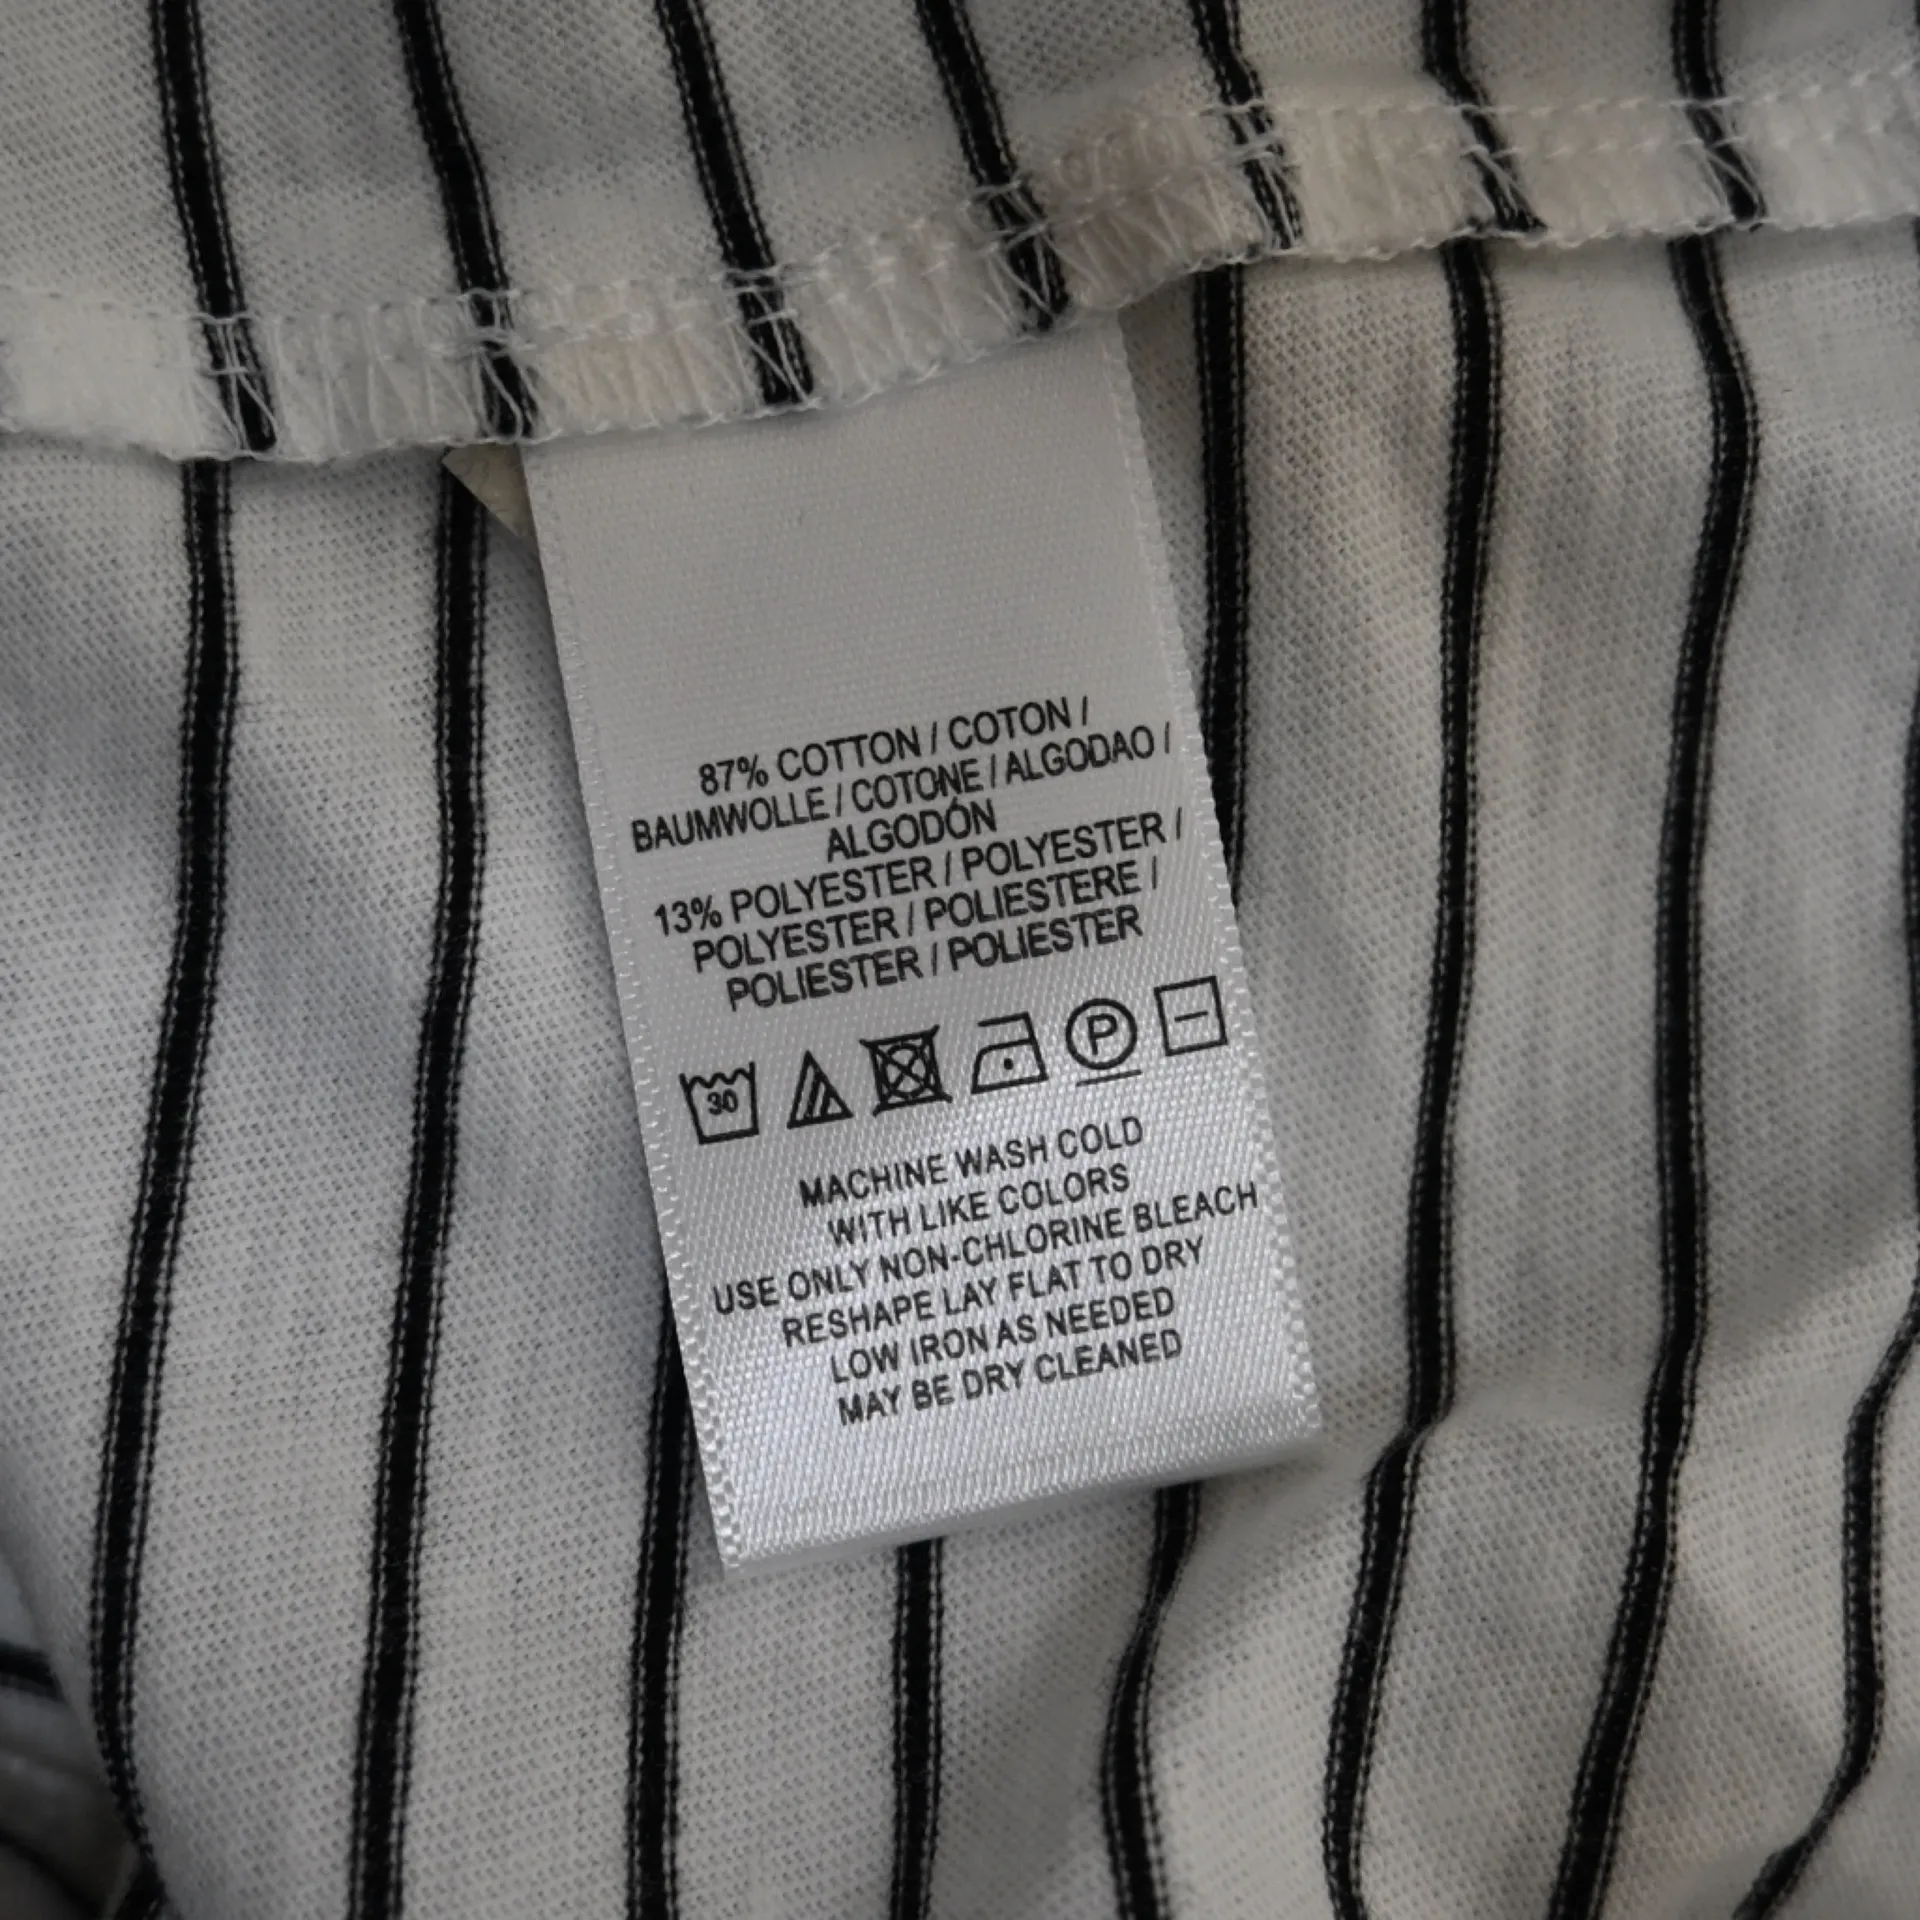 87% COTTON / COTON /
BAUMWOLLE / COTONE / ALGODAO /
ALGODÓN
13% POLYESTER / POLYESTER /
POLYESTER / POLIESTERE /
POLIESTER / POLIESTER
30 P
MACHINE WASH COLD
WITH LIKE COLORS
USE ONLY NON-CHLORINE BLEACH
RESHAPE LAY FLAT TO DRY
LOW IRON AS NEEDED
MAY BE DRY CLEANED